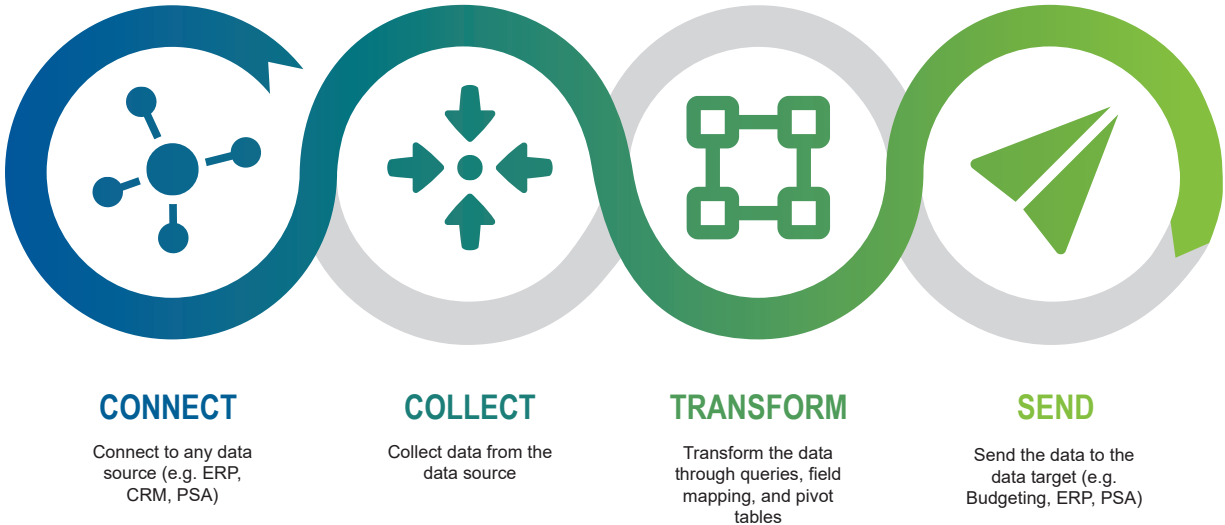 CONNECT
Connect to any data
source (e.g. ERP,
CRM, PSA)
COLLECT
Collect data from the
data source
TRANSFORM
Transform the data
through queries, field
mapping, and pivot
tables
SEND
Send the data to the
data target (e.g.
Budgeting, ERP, PSA)